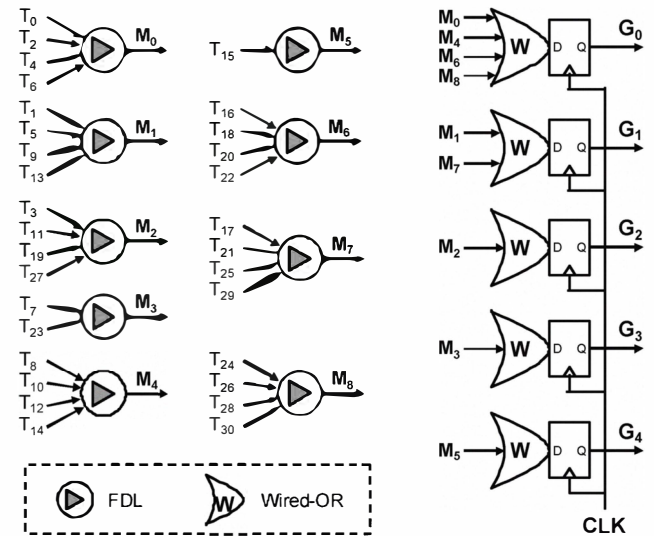 T0
T2
T4
T6
M0
T1
T5
T9
T13
M1
T3
T11
T19
T27
M2
T7
T23
M3
T8
T10
T12
T14
M4
T15
M5
T16
T18
T20
T22
M6
T17
T21
T25
T29
M7
T24
T26
T28
T30
M8
M0
M4
M6
M8
W
D Q
G0
M1
M7
W
D Q
G1
M2
W
D Q
G2
M3
W
D Q
G3
M5
W
D Q
G4
CLK
FDL
W Wired-OR